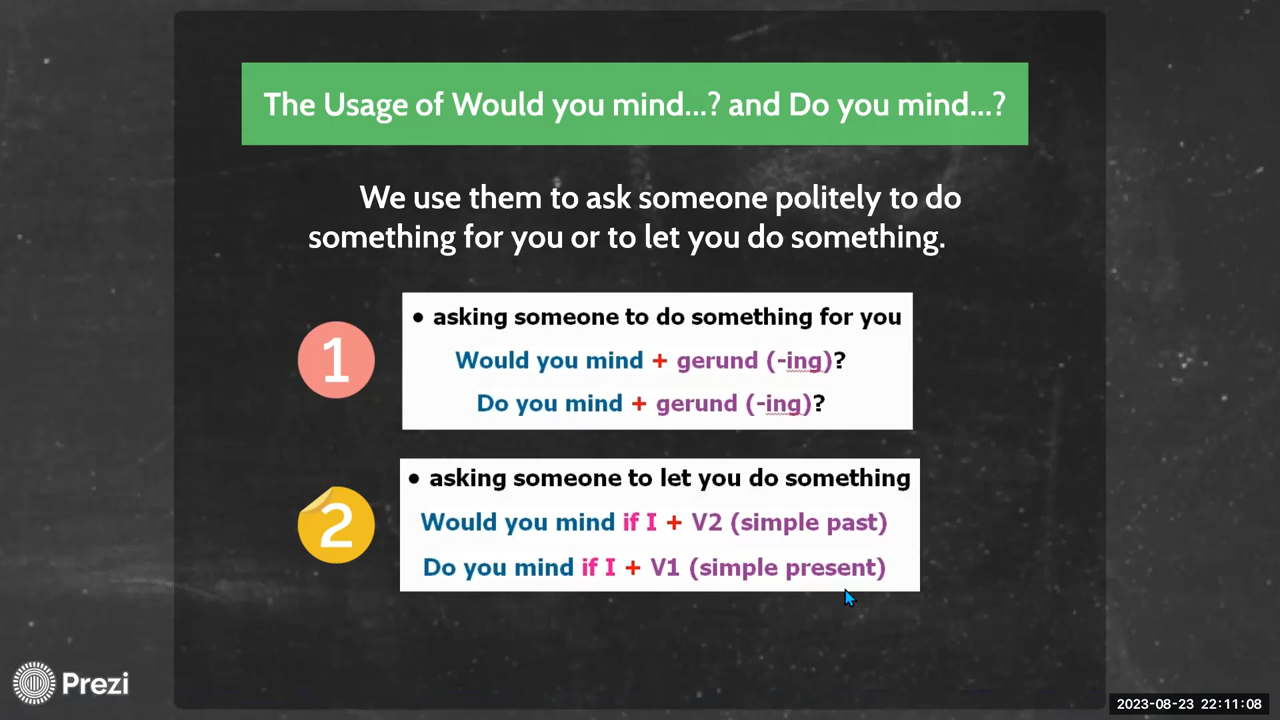 The Usage of Would you mind...? and Do you mind...?
We use them to ask someone politely to do
something for you or to let you do something.
1
• asking someone to do something for you
Would you mind + gerund (-ing)?
Do you mind + gerund (-ing)?
2
• asking someone to let you do something
Would you mind if I + V2 (simple past)
Do you mind if I + V1 (simple present)
Prezi
2023-08-23 22:11:08